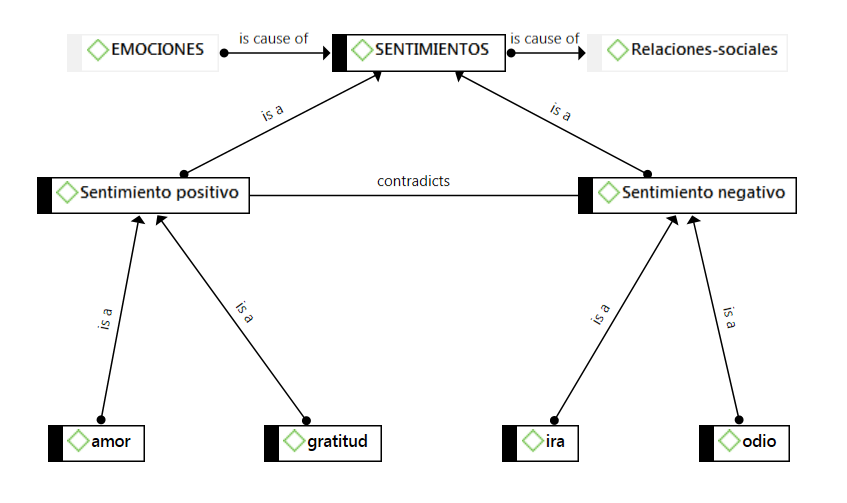 is cause of
is cause of
EMOCIONES
SENTIMIENTOS
Relaciones-sociales
is a
is a
contradicts
Sentimiento positivo
Sentimiento negativo
is a
is a
is a
is a
amor
gratitud
ira
odio